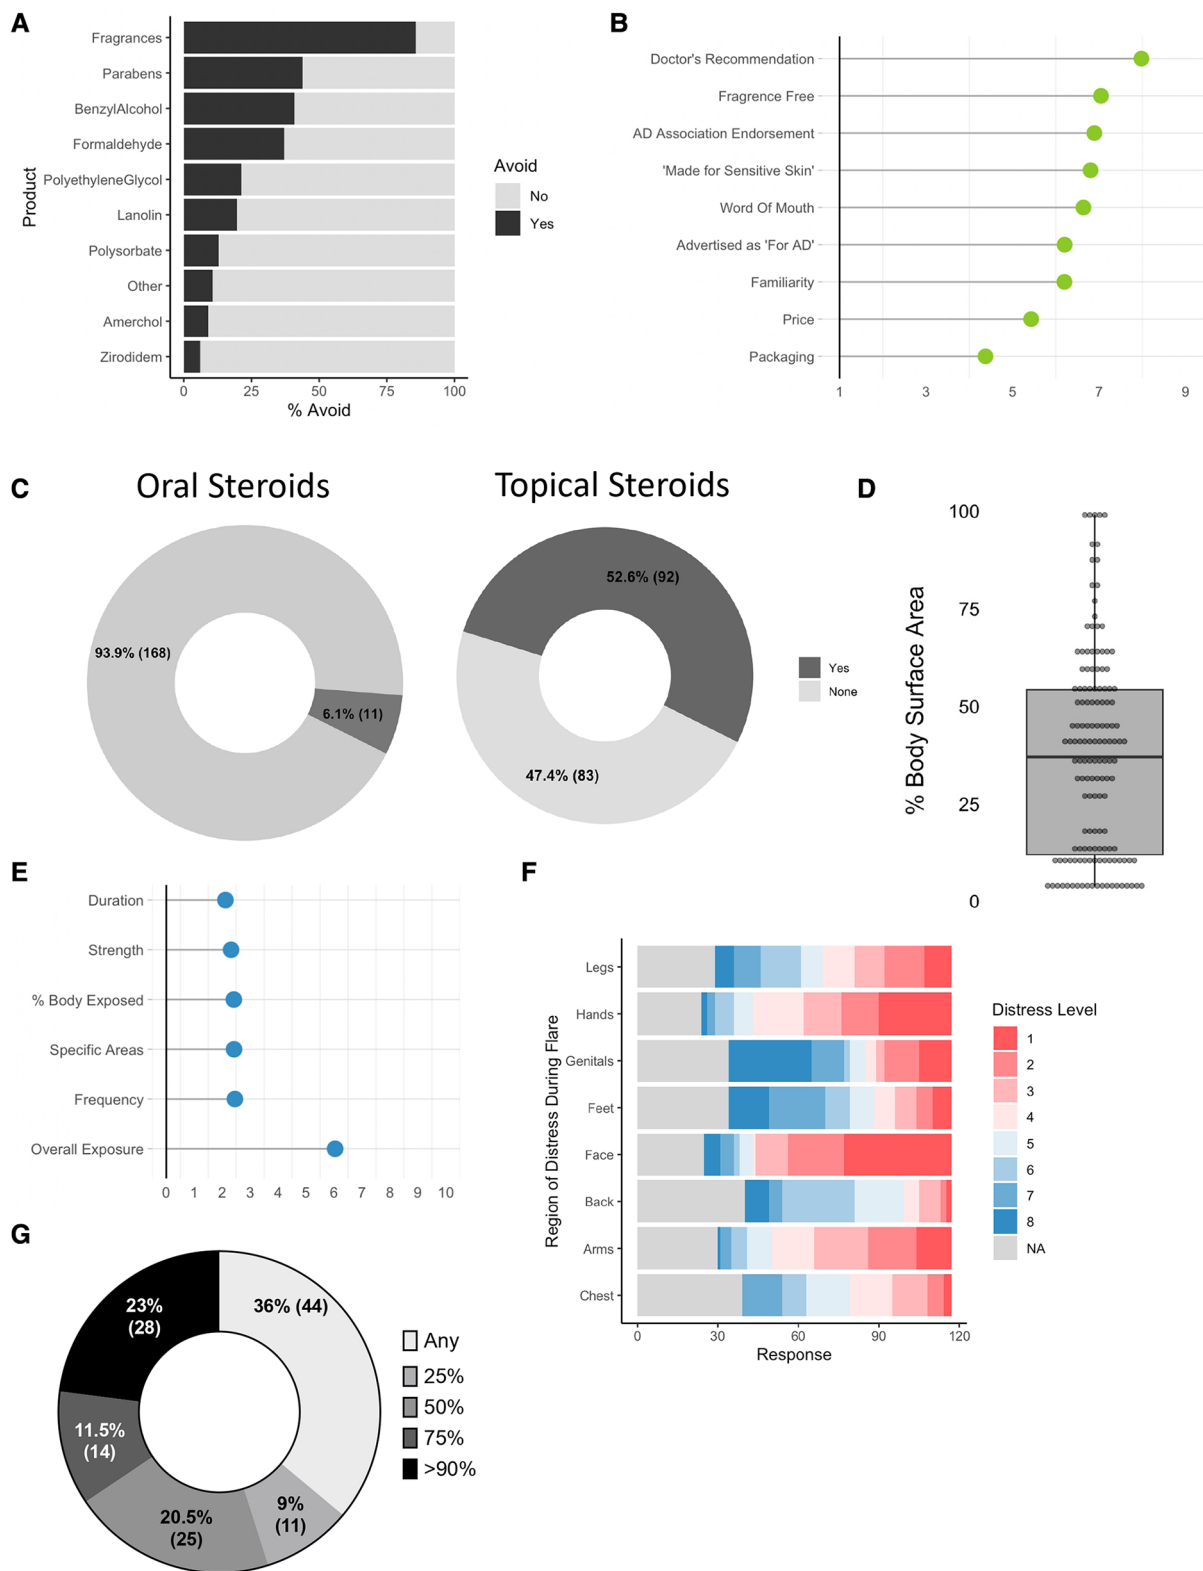 A
Fragrances
Parabens
BenzylAlcohol
Formaldehyde
PolyethyleneGlycol
Lanolin
Polysorbate
Other
Amerchol
Zirodidem
Product
0 25 50 75 100
% Avoid
Avoid
No
Yes
B
Doctor's Recommendation
Fragrence Free
AD Association Endorsement
'Made for Sensitive Skin'
Word Of Mouth
Advertised as 'For AD'
Familiarity
Price
Packaging
1 3 5 7 9
C
Oral Steroids
93.9% (168)
6.1% (11)
Topical Steroids
52.6% (92)
47.4% (83)
Yes
None
D
% Body Surface Area
100
75
50
25
0
E
Duration
Strength
% Body Exposed
Specific Areas
Frequency
Overall Exposure
0 1 2 3 4 5 6 7 8 9 10
F
Region of Distress During Flare
Legs
Hands
Genitals
Feet
Face
Back
Arms
Chest
0 30 60 90 120
Response
Distress Level
1
2
3
4
5
6
7
8
NA
G
36% (44)
9%
(11)
20.5%
(25)
11.5%
(14)
23%
(28)
Any
25%
50%
75%
>90%